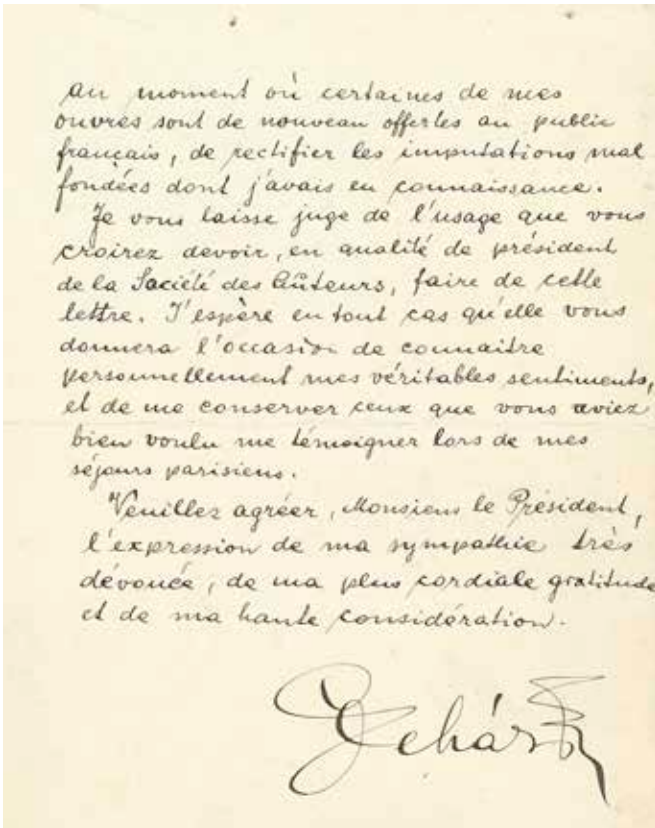 au moment où certaines de mes
ouvres sont de nouveau offertes au public
français, de rectifier les imputations mal
fondées dont j'avais eu connaissance.
Je vous laisse juge de l'usage que vous
croirez devoir, en qualité de président
de la Société des Auteurs, faire de cette
lettre. J'espère en tout cas qu'elle vous
donnera l'occasion de connaitre
personnellement mes véritables sentiments,
et de me conserver ceux que vous aviez
bien voulu me témoigner lors de mes
séjours parisiens.
Veuillez agréer, Monsieur le Président,
l'expression de ma sympathie très
dévouée, de ma plus cordiale gratitude
et de ma haute considération.
Lehár